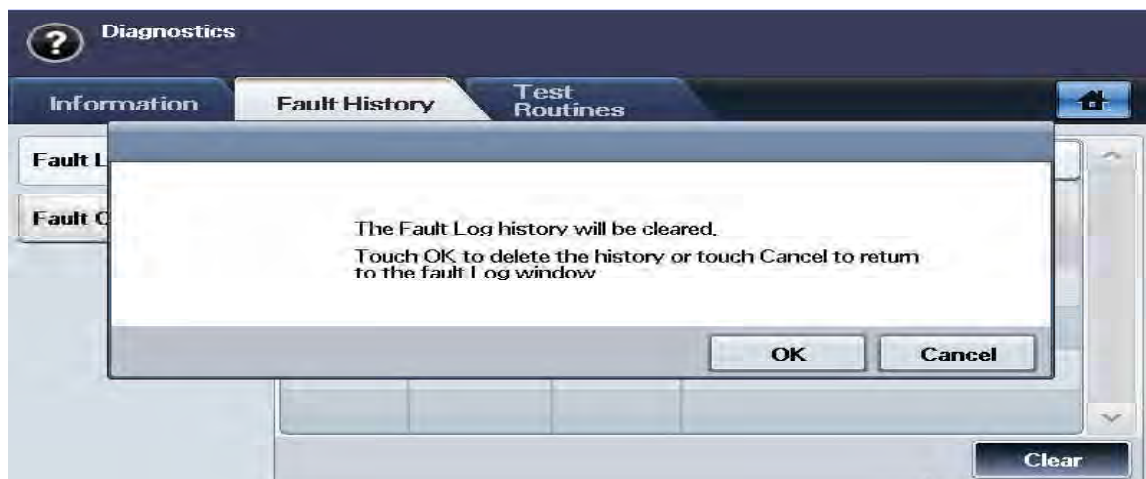 Diagnostics
Information
Fault History
Test
Routines
Fault L
Fault C
The Fault Log history will be cleared.
Touch OK to delete the history or touch Cancel to return
to the fault Log window
OK
Cancel
Clear